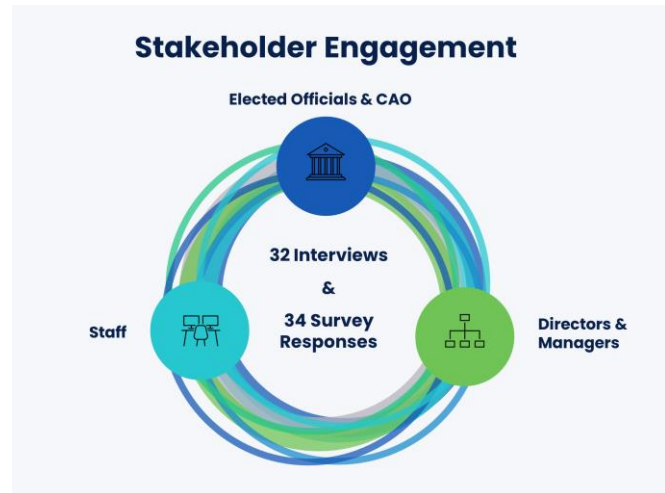 Stakeholder Engagement
Elected Officials & CAO
32 Interviews
&
34 Survey
Responses
Staff
Directors &
Managers